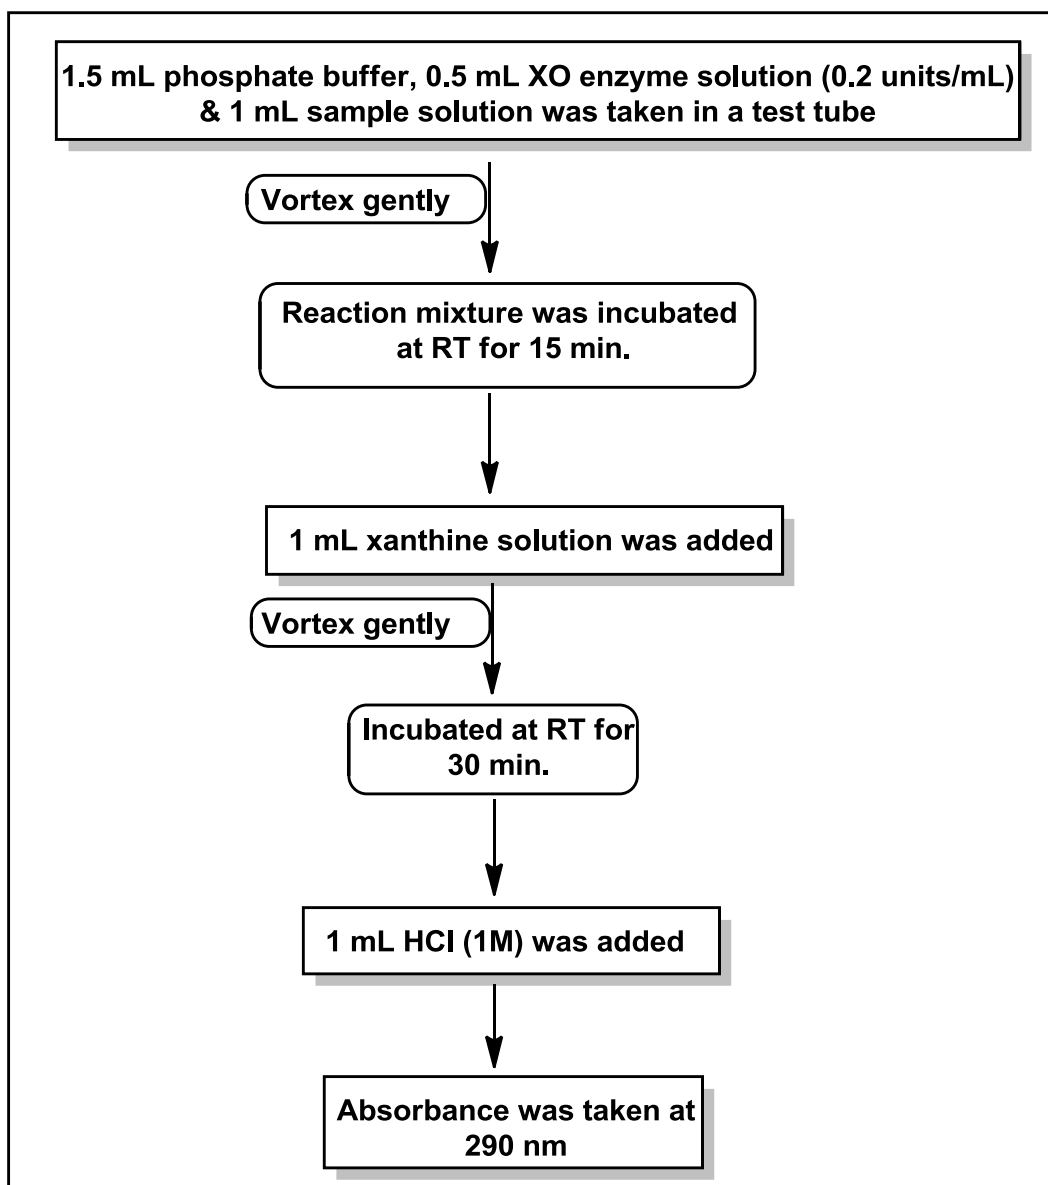 1.5 mL phosphate buffer, 0.5 mL XO enzyme solution (0.2 units/mL)
& 1 mL sample solution was taken in a test tube
Vortex gently
Reaction mixture was incubated
at RT for 15 min.
1 mL xanthine solution was added
Vortex gently
Incubated at RT for
30 min.
1 mL HCl (1M) was added
Absorbance was taken at
290 nm